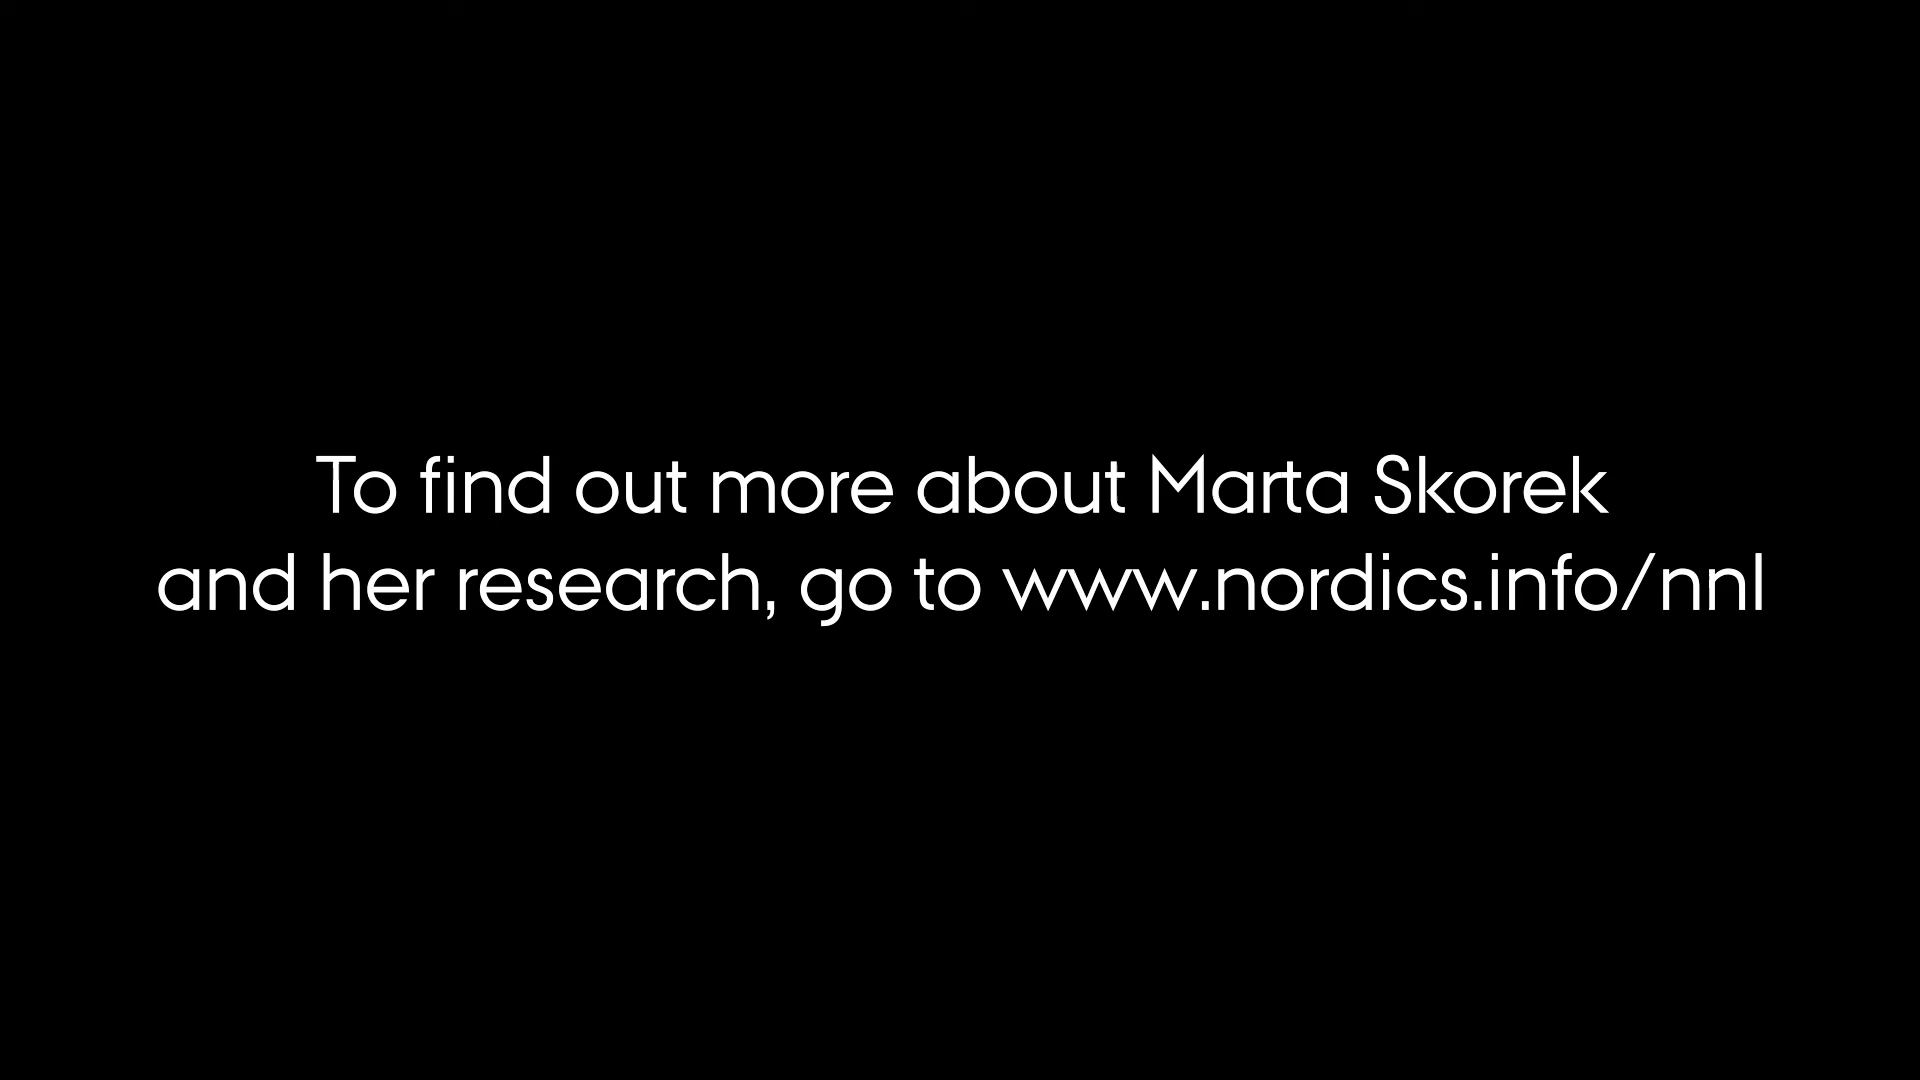 To find out more about Marta Skorek
and her research, go to www.nordics.info/nnl